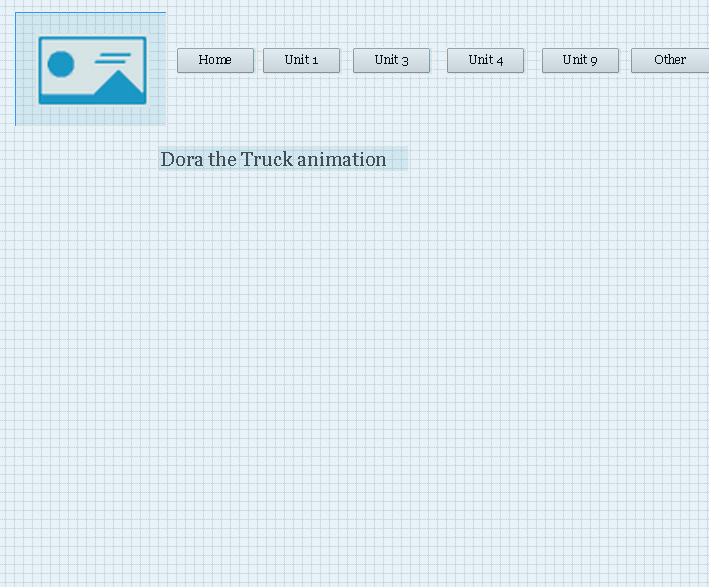 Home
Unit 1
Unit 3
Unit 4
Unit 9
Other
Dora the Truck animation